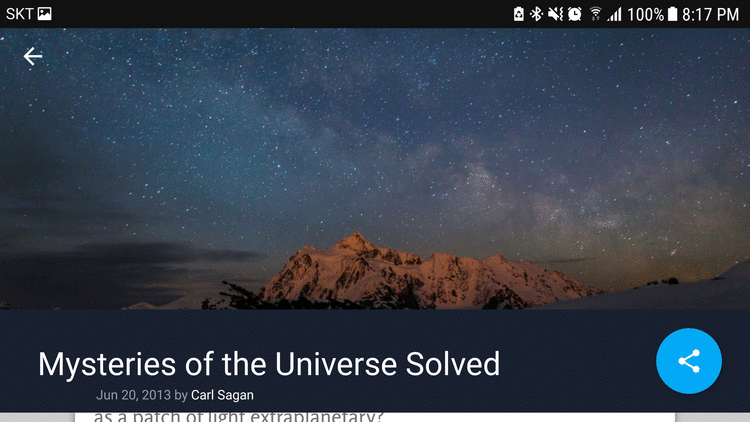 SKT 100% 8:17 PM
Mysteries of the Universe Solved
Jun 20, 2013 by Carl Sagan
as a patch of light extraplanetary?